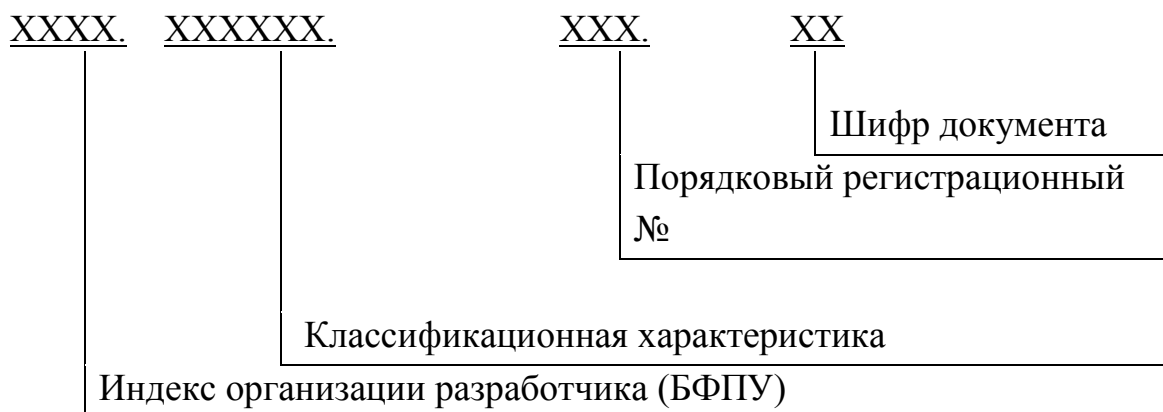 XXXX. XXXXXX. XXX. XX
Шифр документа
Порядковый регистрационный
№
Классификационная характеристика
Индекс организации разработчика (БФПУ)